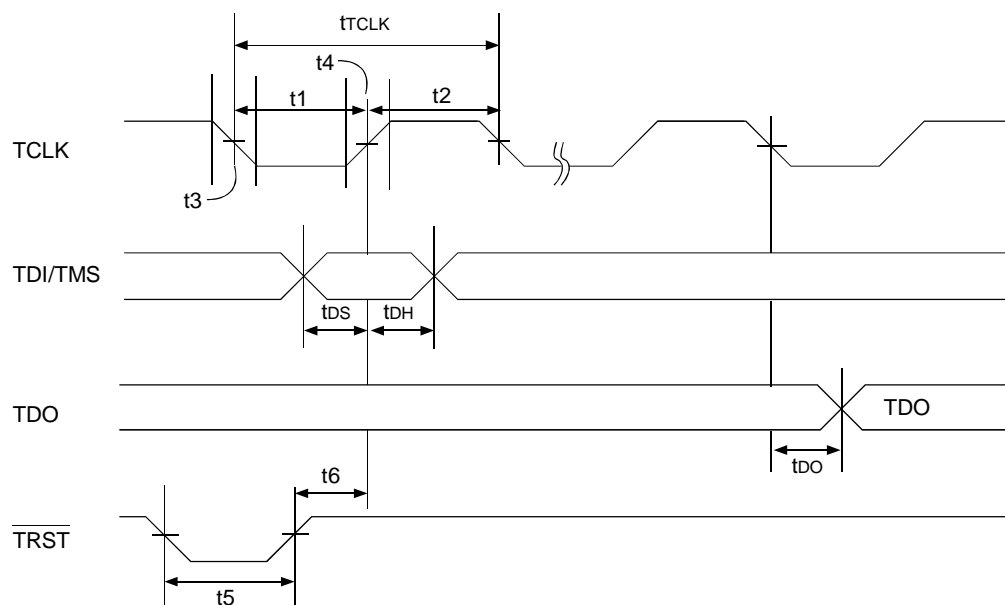 tTCLK
t4
t1
t2
TCLK
t3
TDI/TMS
tDS
tDH
TDO
TDO
tDO
t6
TRST
t5